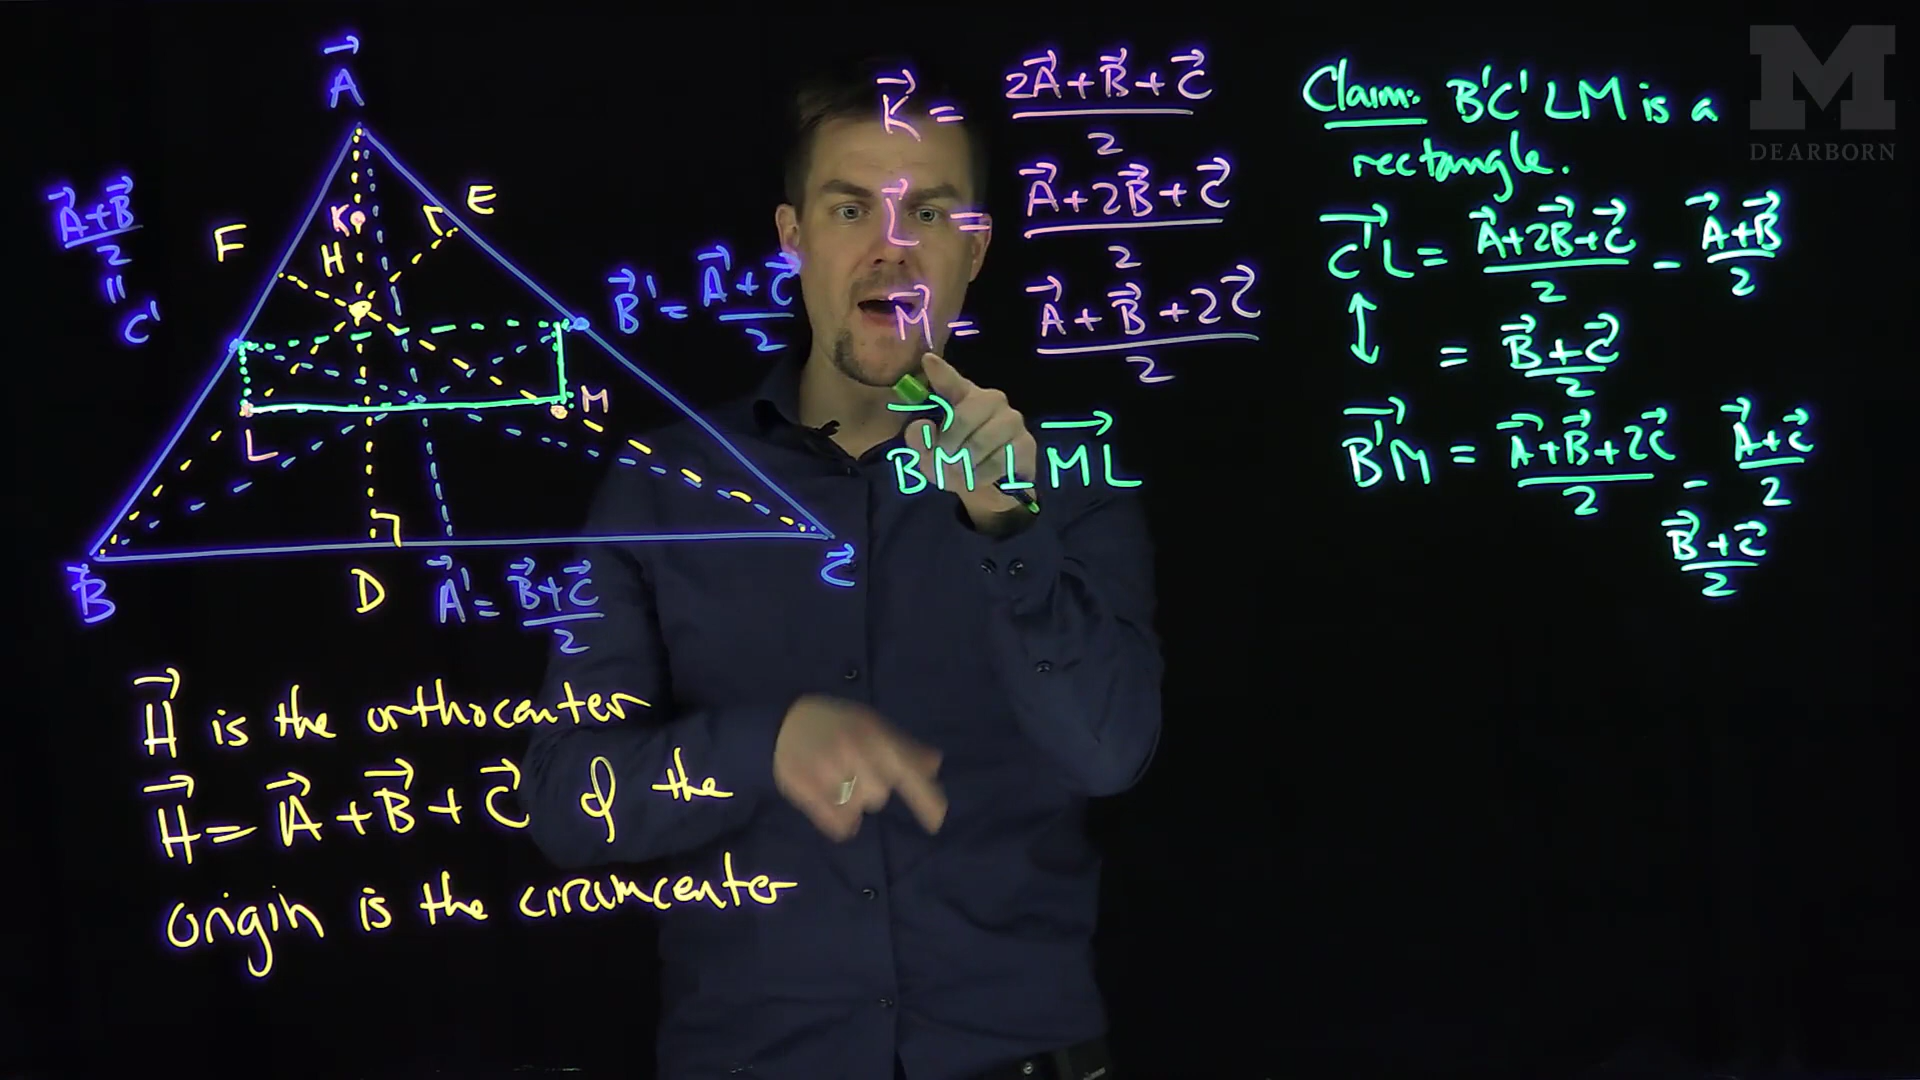 A⃗
(A⃗+B⃗)/2
=
C'
F
K
H
E
B⃗' = (A⃗+C⃗)/2
L
M
B⃗
D
A⃗' = (B⃗+C⃗)/2
C⃗
H⃗ is the orthocenter
H⃗ = A⃗ + B⃗ + C⃗ & the
origin is the circumcenter
K⃗ = (2A⃗+B⃗+C⃗)/2
L⃗ = (A⃗+2B⃗+C⃗)/2
M⃗ = (A⃗+B⃗+2C⃗)/2
B'M⃗ ⊥ ML⃗
Claim: B'C'LM is a
rectangle.
C'L⃗ = (A⃗+2B⃗+C⃗)/2 - (A⃗+B⃗)/2
↕ = (B⃗+C⃗)/2
B'M⃗ = (A⃗+B⃗+2C⃗)/2 - (A⃗+C⃗)/2
(B⃗+C⃗)/2
M
DEARBORN